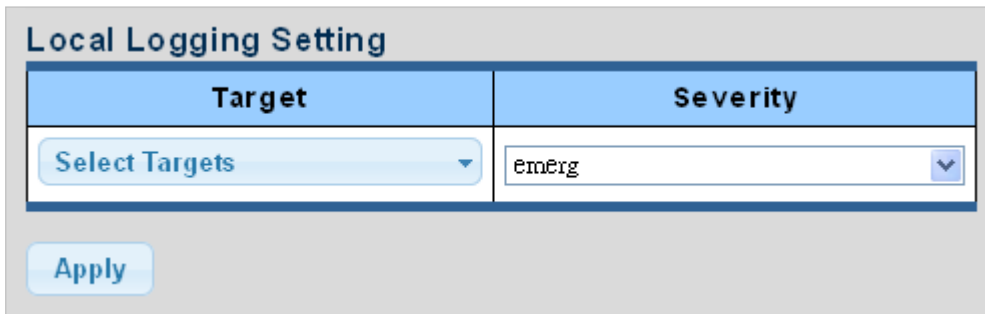 Local Logging Setting
Target Severity
Select Targets emerg
Apply